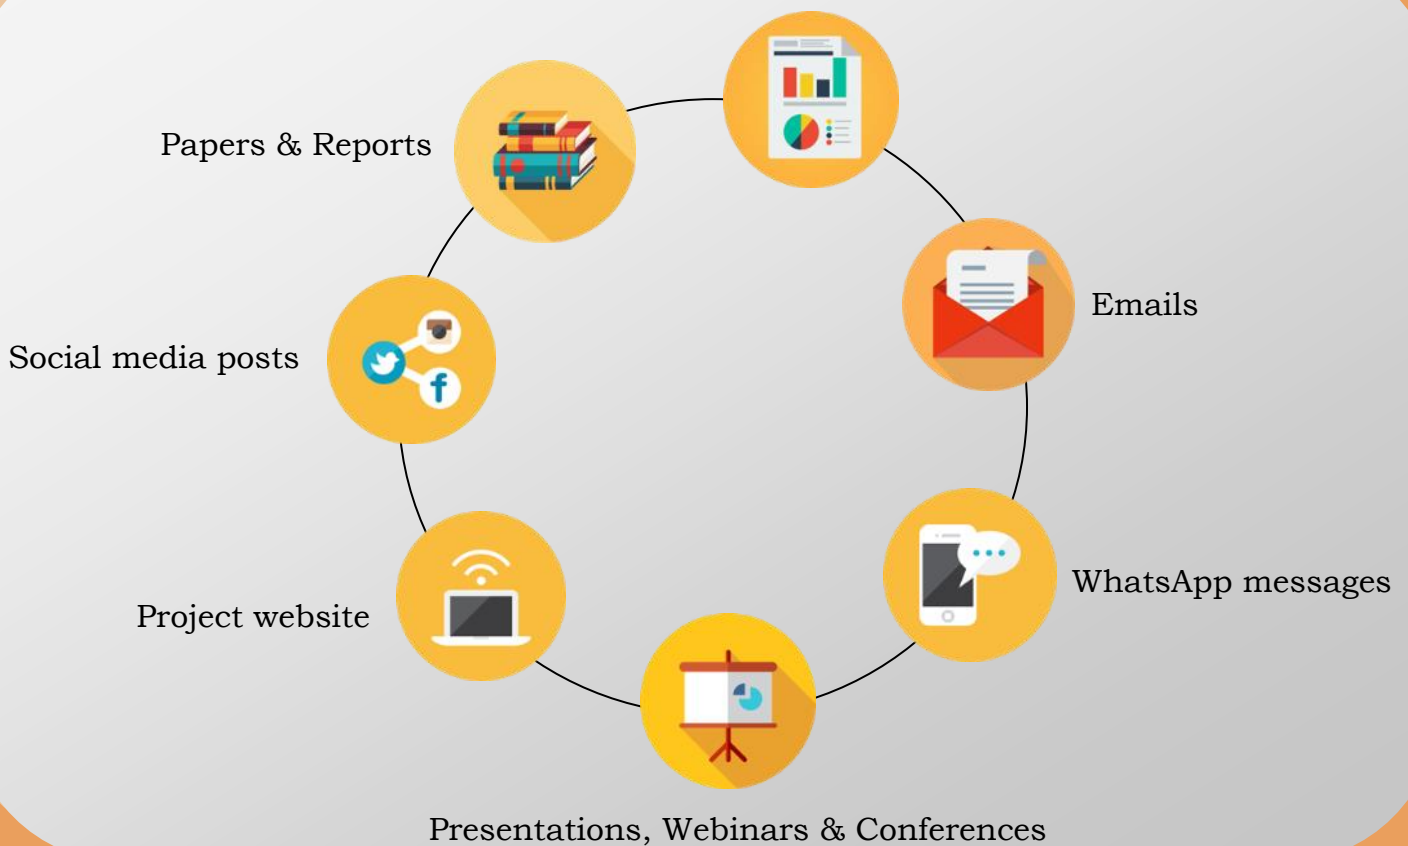 Papers & Reports
Emails
Social media posts
WhatsApp messages
Project website
Presentations, Webinars & Conferences